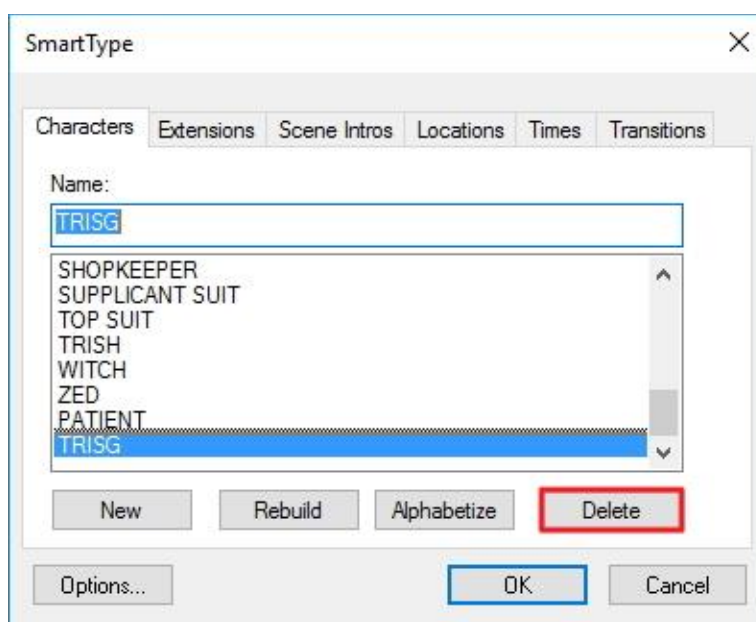 SmartType
Characters Extensions Scene Intros Locations Times Transitions
Name:
TRISG
SHOPKEEPER
SUPPLICANT SUIT
TOP SUIT
TRISH
WITCH
ZED
PATIENT
TRISG
New Rebuild Alphabetize Delete
Options... OK Cancel